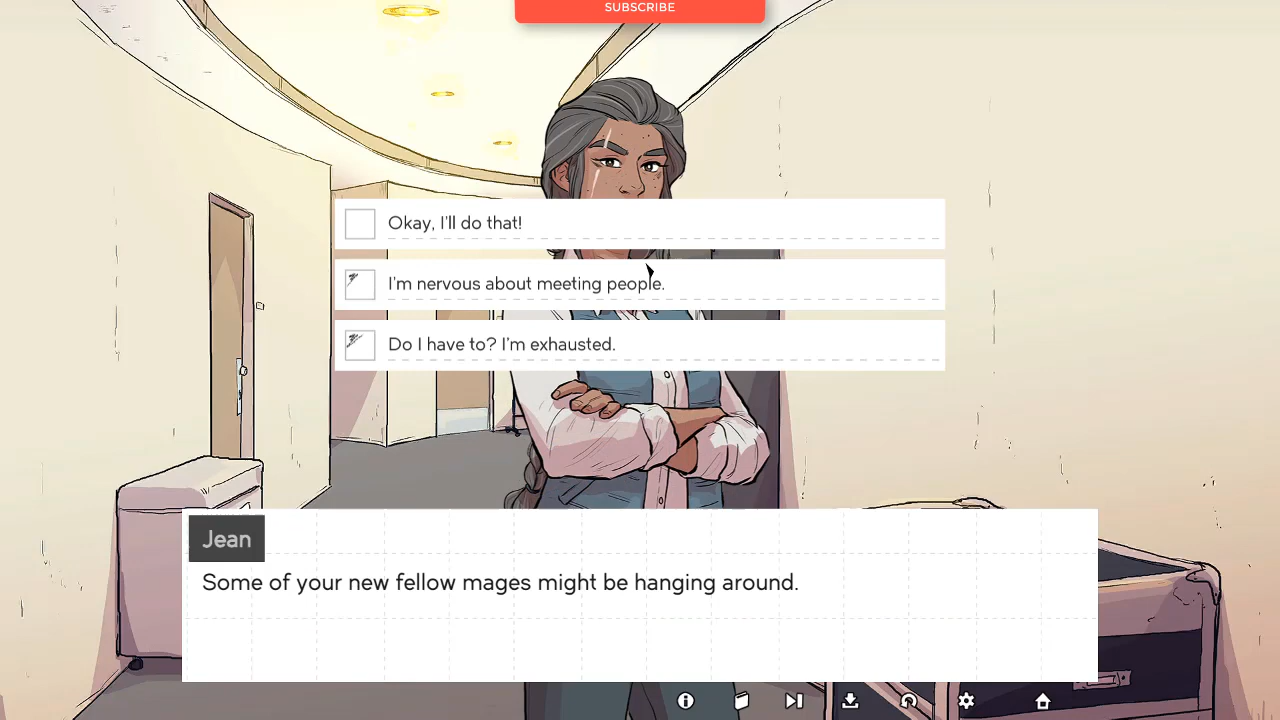 SUBSCRIBE
Okay, I'll do that!
I'm nervous about meeting people.
Do I have to? I'm exhausted.
Jean
Some of your new fellow mages might be hanging around.